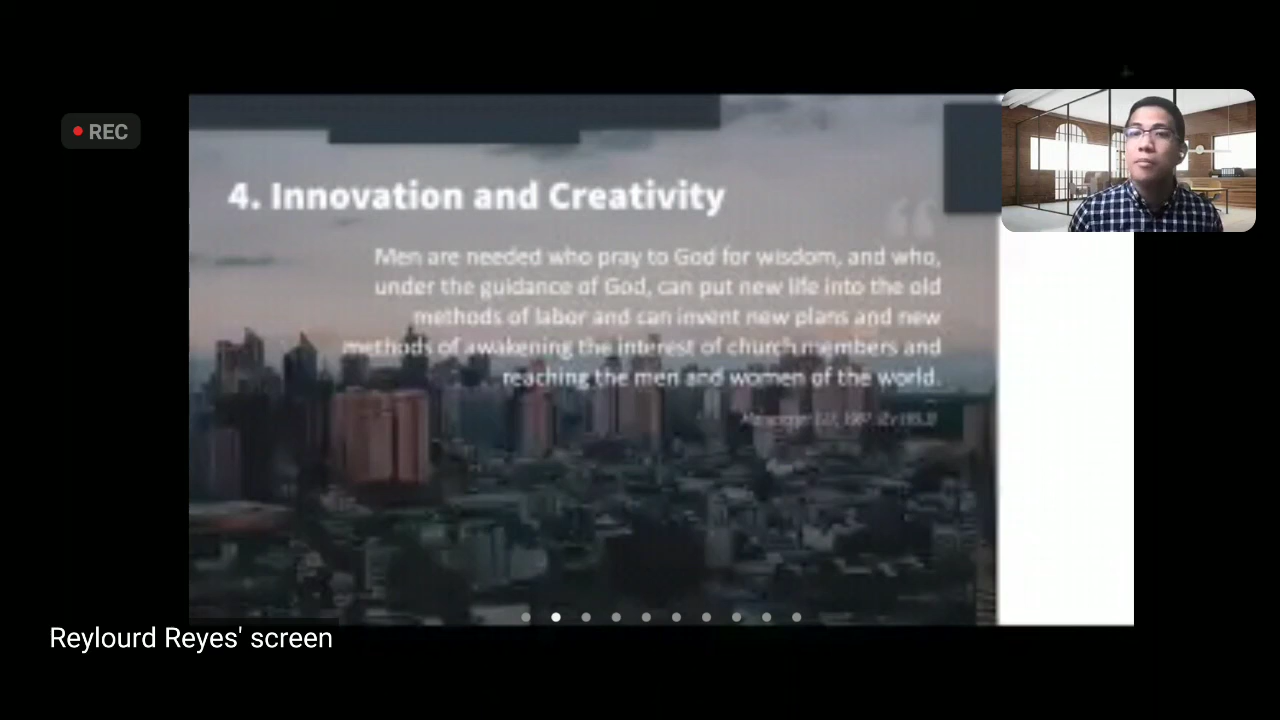 REC
4. Innovation and Creativity
“
Men are needed who pray to God for wisdom, and who,
under the guidance of God, can put new life into the old
methods of labor and can invent new plans and new
methods of awakening the interest of church members and
reaching the men and women of the world.
Reylourd Reyes' screen